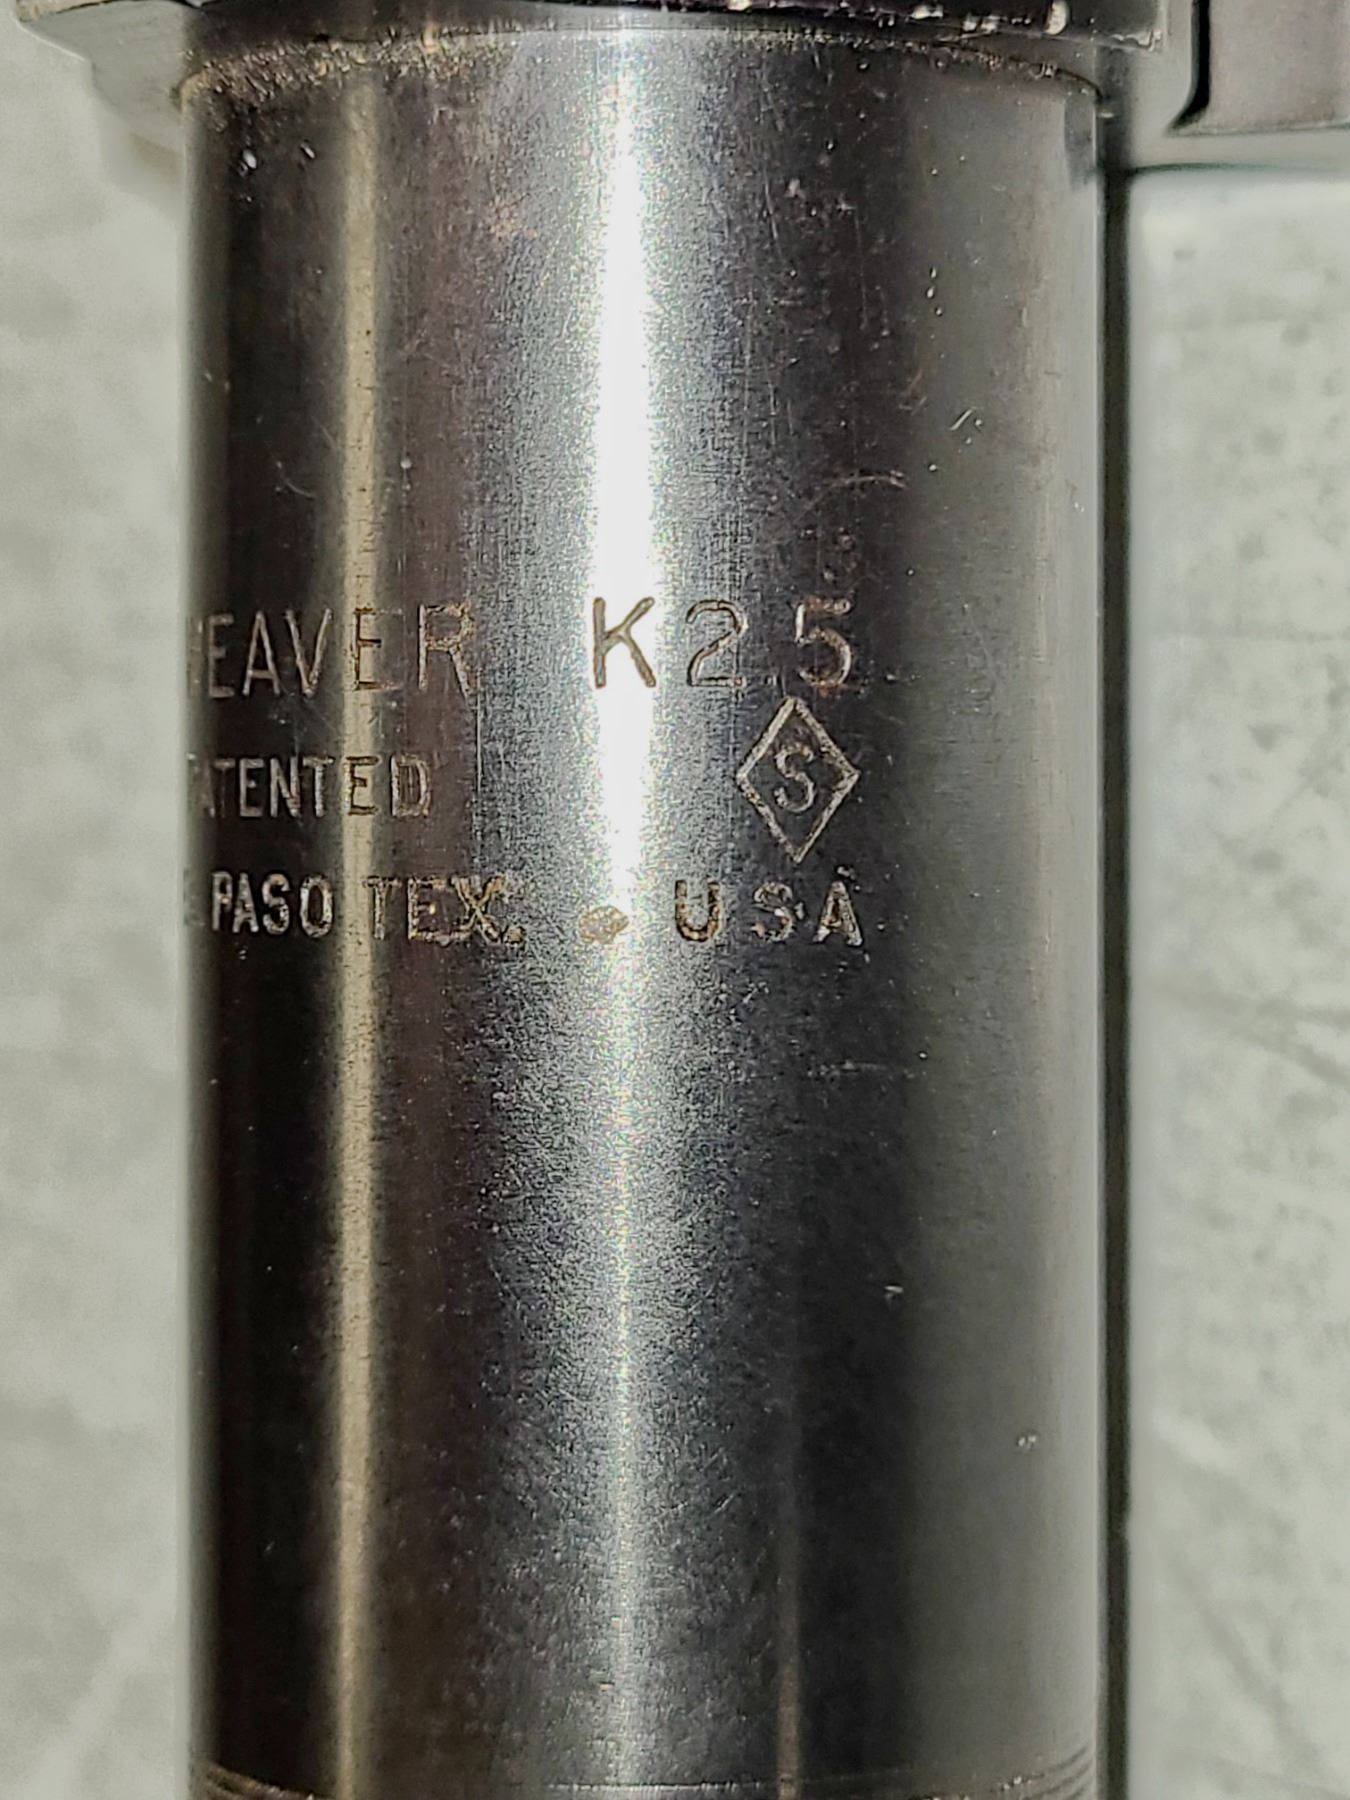 EAVER K2.5
S
ATENTED
PASO TEX. USA